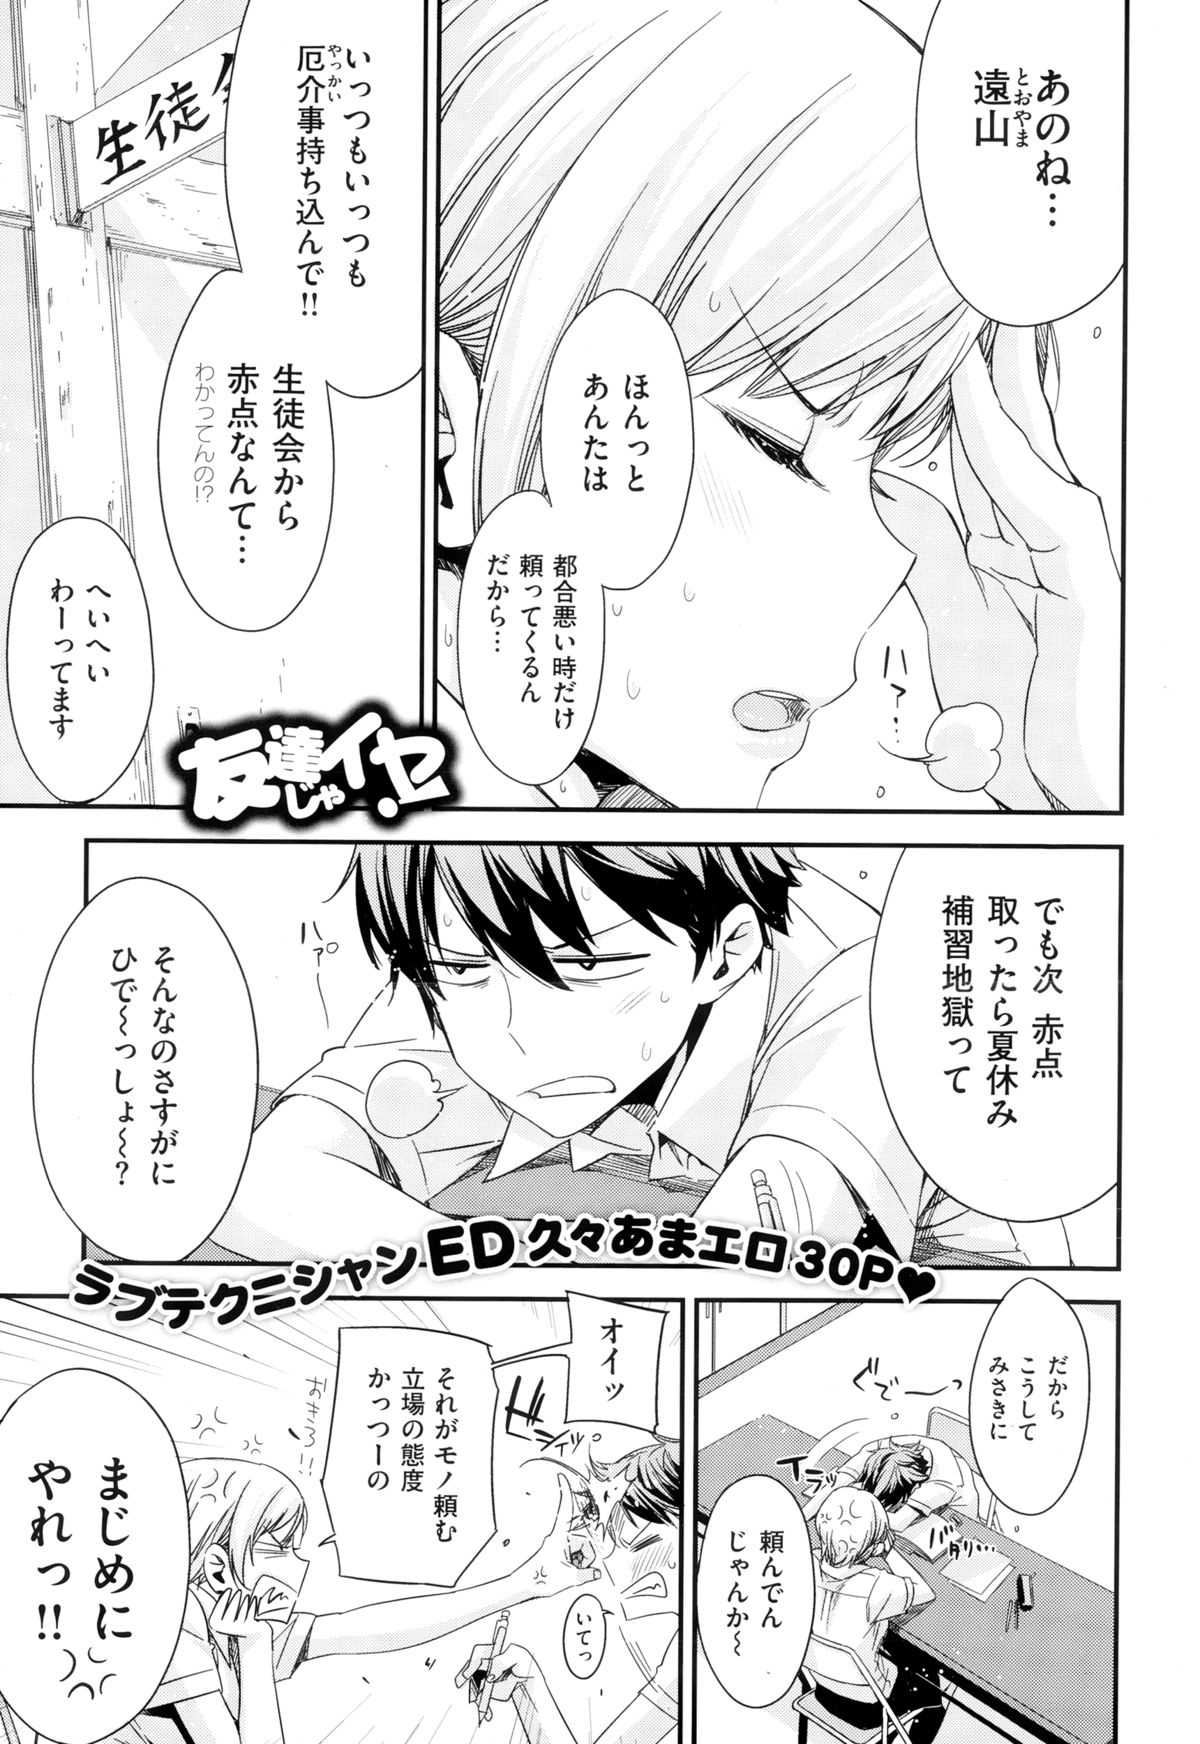 あのね…
遠山
とおやま
ほんっと
あんたは
都合悪い時だけ
頼ってくるん
だから…
ハァ…
いっつもいっつも
厄介事持ち込んで!!
やっかい
生徒会から
赤点なんて…
わかってんの!?
生徒
へいへい
わーってます
友達じゃイヤ
でも次 赤点
取ったら夏休み
補習地獄って
ハァ。
そんなのさすがに
ひで〜っしょ〜?
ラブテクニシャンED久々あまエロ30P♥
だから
こうして
みさきに
ぐで〜
イラッ
バタリ…
頼んでん
じゃんか〜
オイッ
それがモノ頼む
立場の態度
かっつーの
おきろ!!
いてっ
まじめに
やれっ!!